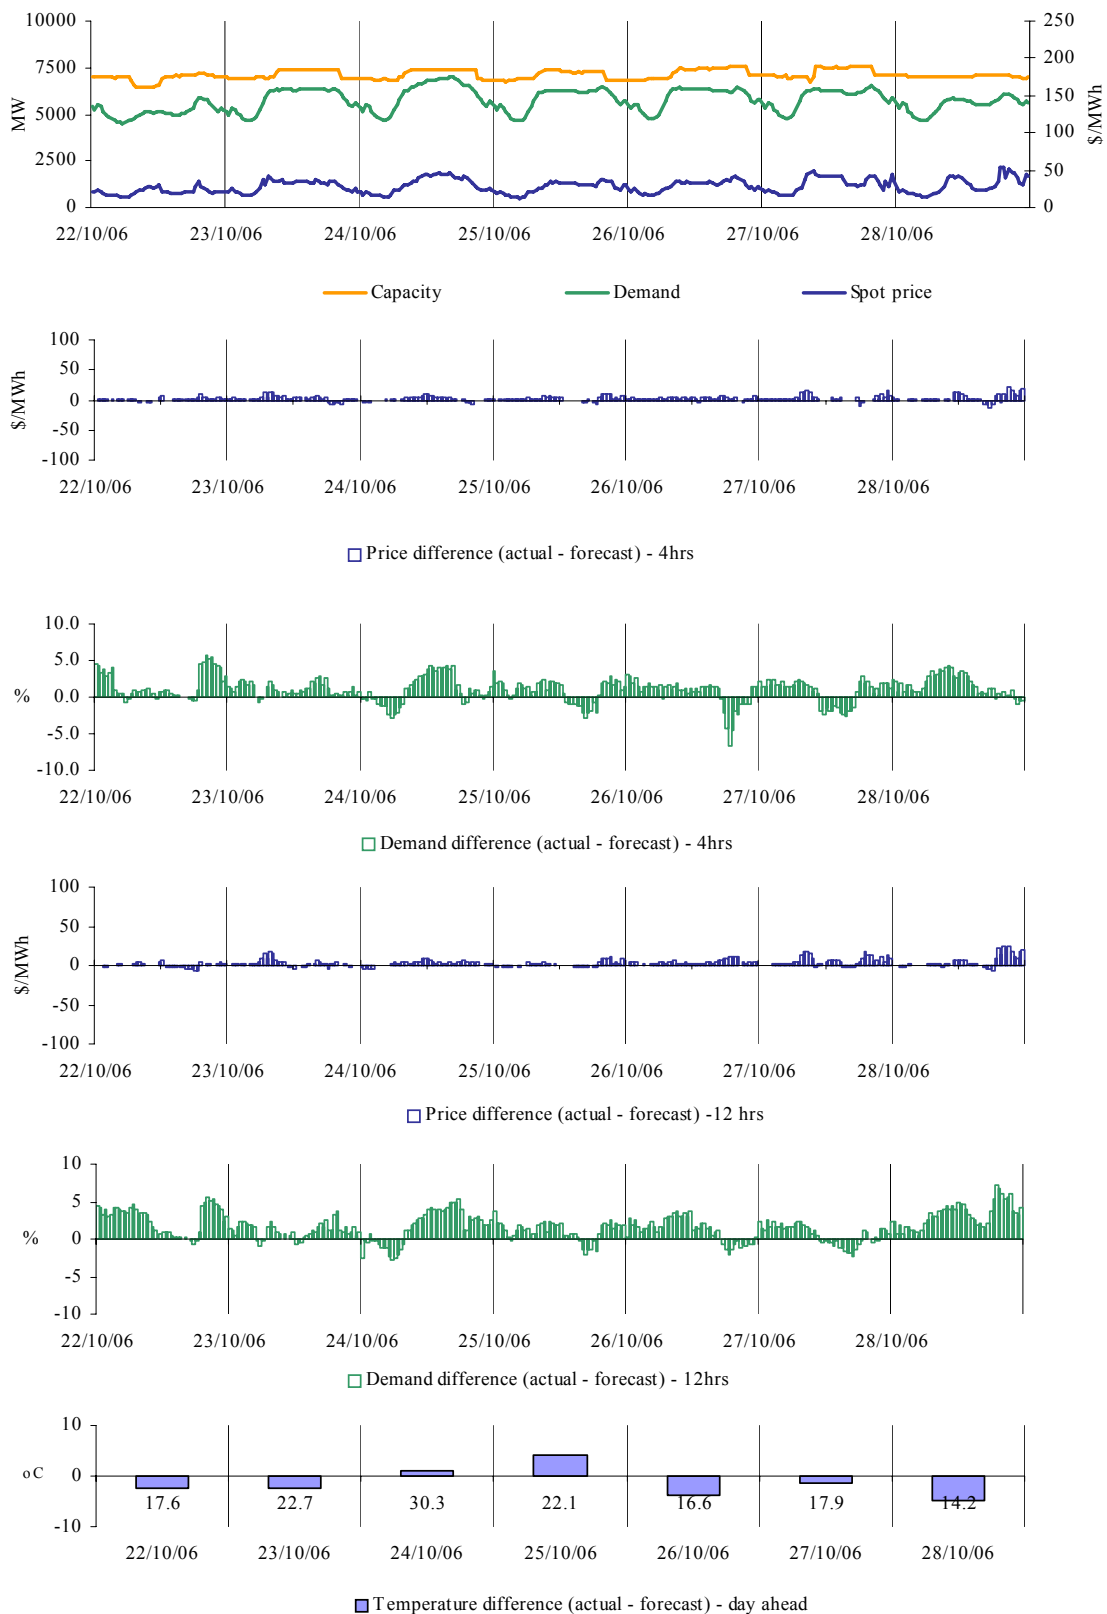 10000 250
7500 200
MW 5000 150 $/MWh
100
2500 50
0 0
22/10/06 23/10/06 24/10/06 25/10/06 26/10/06 27/10/06 28/10/06
Capacity Demand Spot price
100
50
$/MWh 0
-50
-100
22/10/06 23/10/06 24/10/06 25/10/06 26/10/06 27/10/06 28/10/06
Price difference (actual - forecast) - 4hrs
10.0
5.0
% 0.0
-5.0
-10.0
22/10/06 23/10/06 24/10/06 25/10/06 26/10/06 27/10/06 28/10/06
Demand difference (actual - forecast) - 4hrs
100
50
$/MWh 0
-50
-100
22/10/06 23/10/06 24/10/06 25/10/06 26/10/06 27/10/06 28/10/06
Price difference (actual - forecast) -12 hrs
10
5
% 0
-5
-10
22/10/06 23/10/06 24/10/06 25/10/06 26/10/06 27/10/06 28/10/06
Demand difference (actual - forecast) - 12hrs
10
oC 0
17.6 22.7 30.3 22.1 16.6 17.9 14.2
-10
22/10/06 23/10/06 24/10/06 25/10/06 26/10/06 27/10/06 28/10/06
Temperature difference (actual - forecast) - day ahead